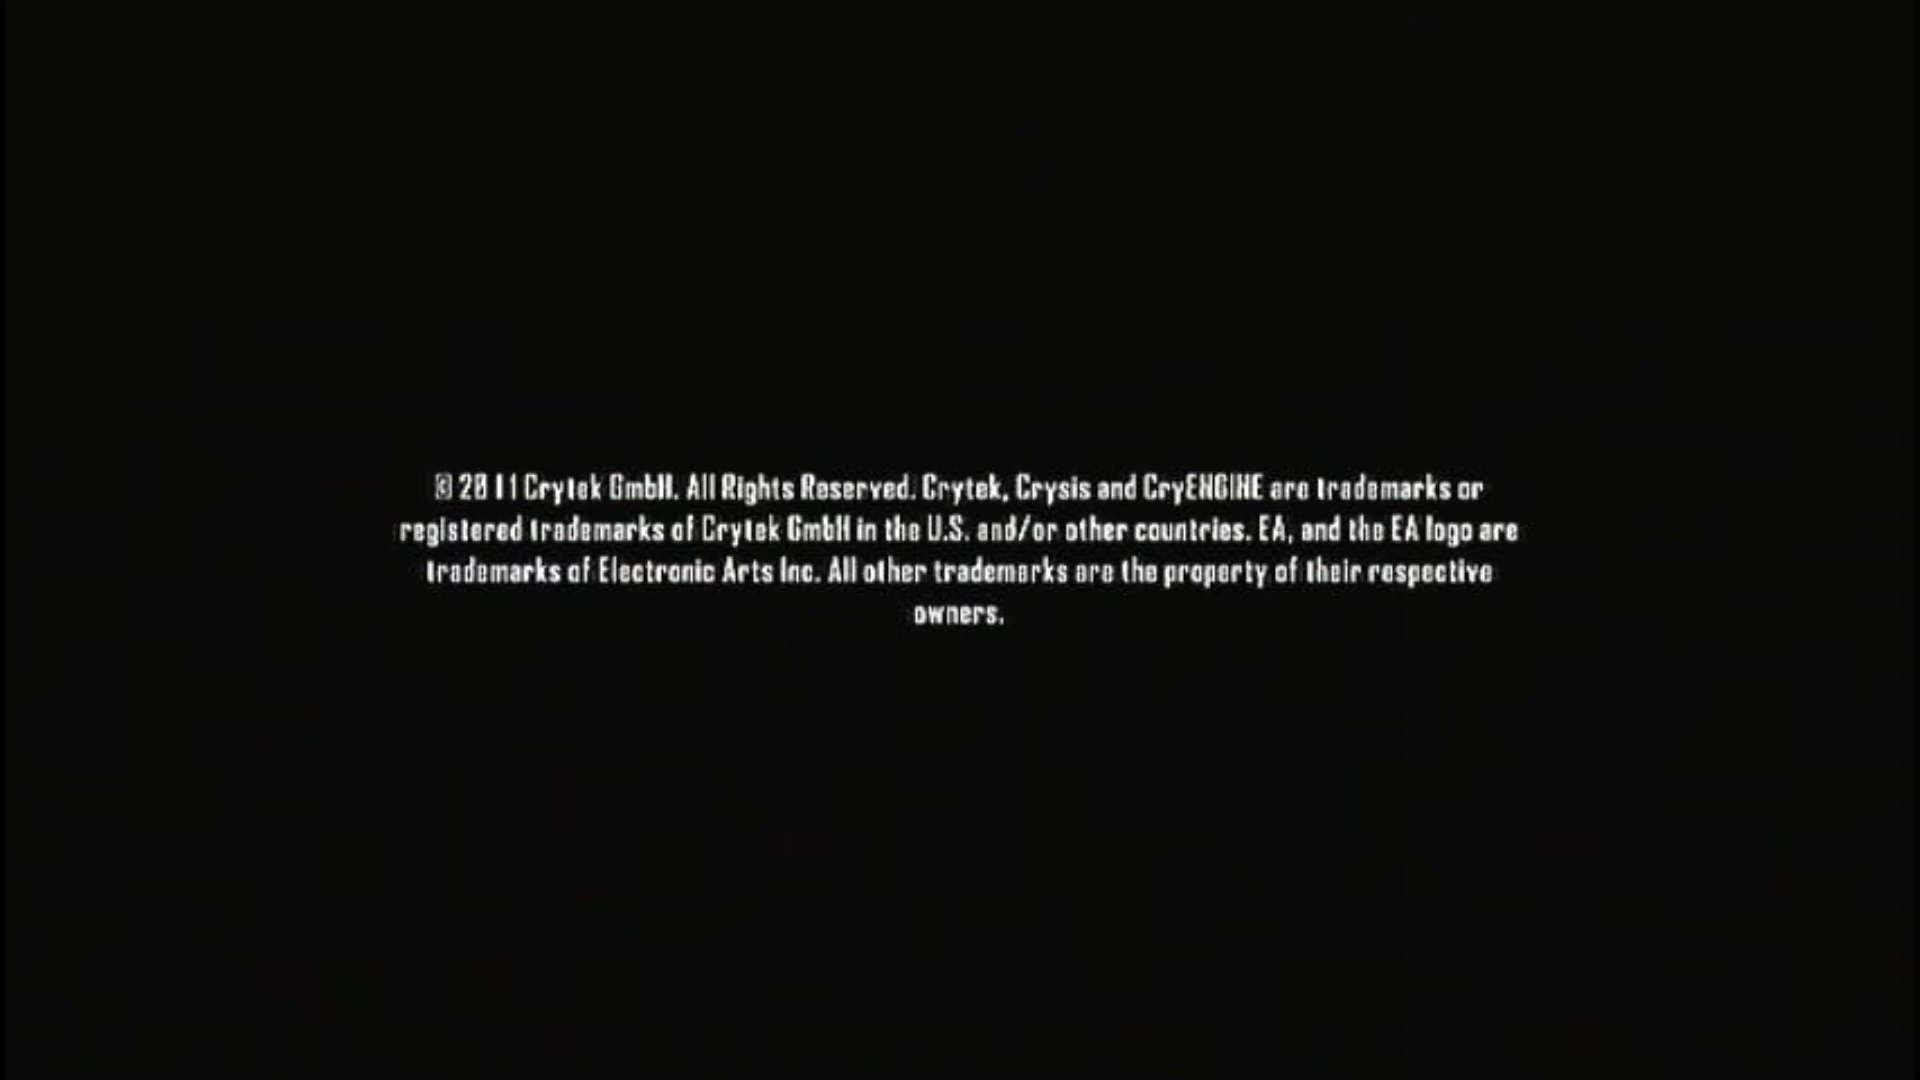 © 2011 Crytek GmbH. All Rights Reserved. Crytek, Crysis and CryENGINE are trademarks or
registered trademarks of Crytek GmbH in the U.S. and/or other countries. EA, and the EA logo are
trademarks of Electronic Arts Inc. All other trademarks are the property of their respective
owners.